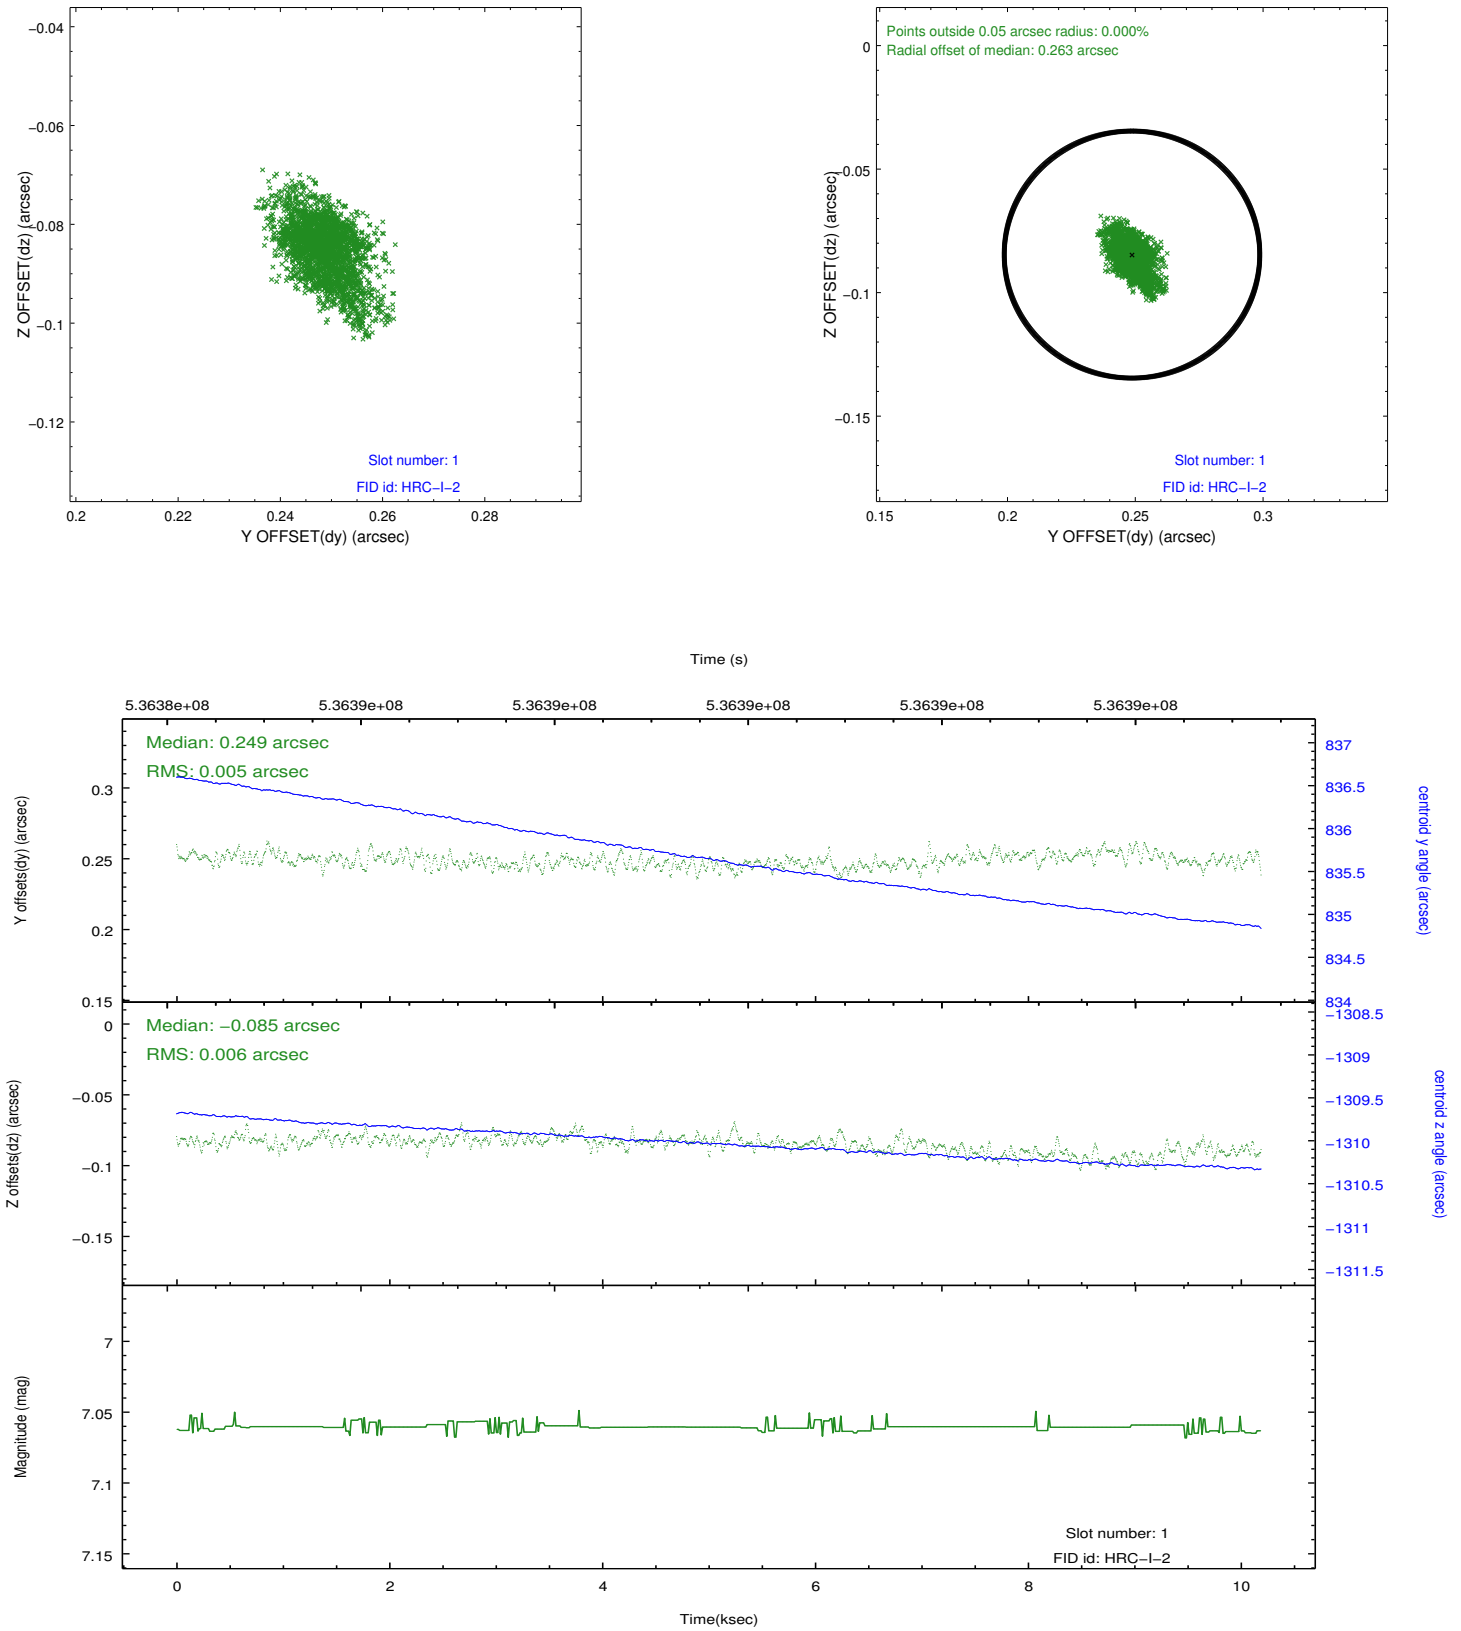 −0.04
−0.06
−0.08
−0.1
−0.12
Z OFFSET(dz) (arcsec)
Slot number: 1
FID id: HRC−I−2
0.2 0.22 0.24 0.26 0.28
Y OFFSET(dy) (arcsec)
Points outside 0.05 arcsec radius: 0.000%
Radial offset of median: 0.263 arcsec
0
−0.05
−0.1
−0.15
Z OFFSET(dz) (arcsec)
Slot number: 1
FID id: HRC−I−2
0.15 0.2 0.25 0.3
Y OFFSET(dy) (arcsec)
Time (s)
5.3638e+08 5.3639e+08 5.3639e+08 5.3639e+08 5.3639e+08 5.3639e+08
Median: 0.249 arcsec
RMS: 0.005 arcsec
0.3
0.25
0.2
0.15
Y offsets(dy) (arcsec)
837
836.5
836
835.5
835
834.5
834
centroid y angle (arcsec)
Median: −0.085 arcsec
RMS: 0.006 arcsec
0
−0.05
−0.1
−0.15
Z offsets(dz) (arcsec)
−1308.5
−1309
−1309.5
−1310
−1310.5
−1311
−1311.5
centroid z angle (arcsec)
7
7.05
7.1
7.15
Magnitude (mag)
Slot number: 1
FID id: HRC−I−2
0 2 4 6 8 10
Time(ksec)